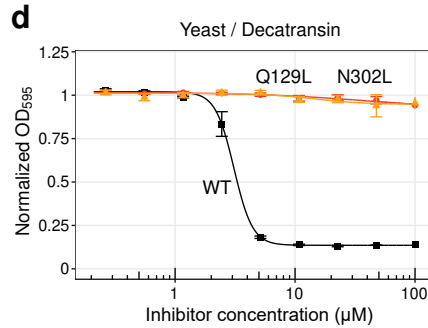 d
Yeast / Decatransin
Normalized OD595
1.25
1
0.75
0.5
0.25
0
Q129L N302L
WT
1 10 100
Inhibitor concentration (µM)